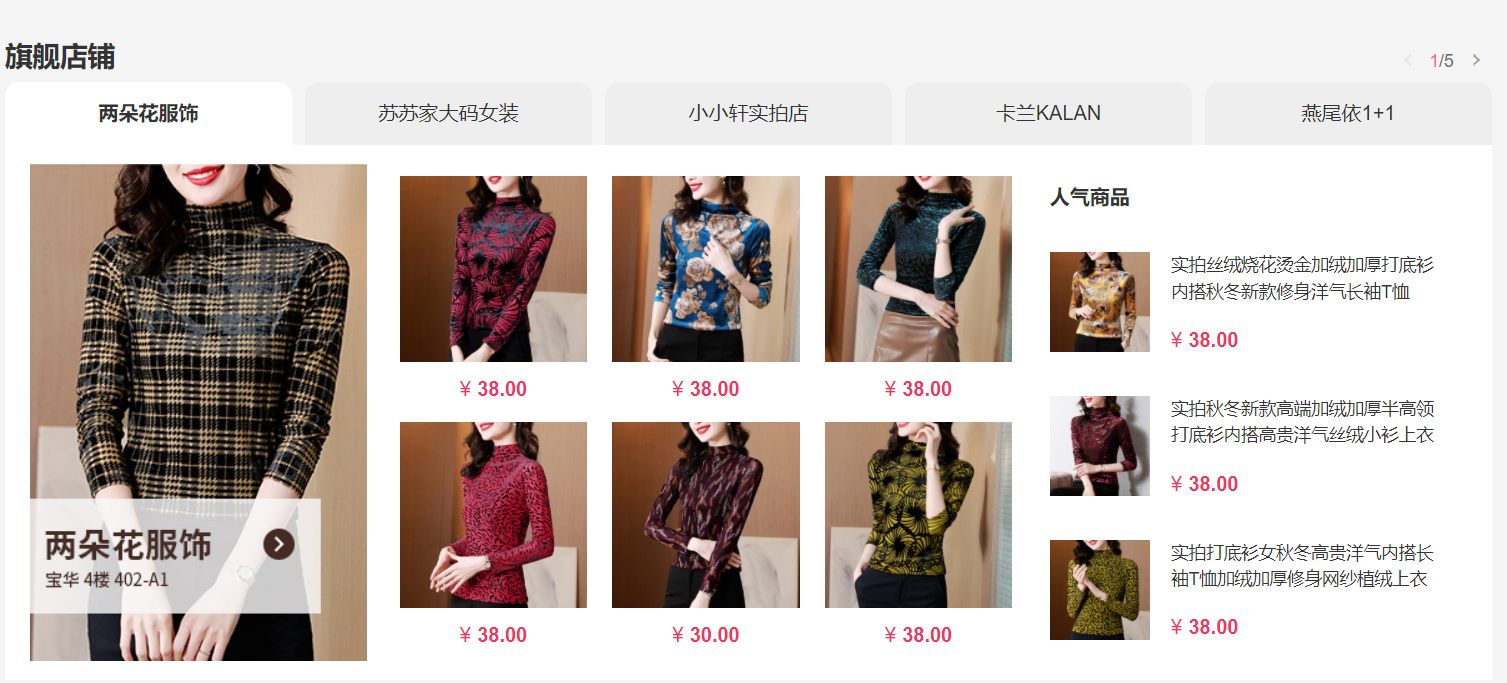 旗舰店铺
1/5
两朵花服饰
苏苏家大码女装
小小轩实拍店
卡兰KALAN
燕尾依1+1
两朵花服饰
宝华 4楼 402-A1
¥ 38.00
¥ 38.00
¥ 38.00
¥ 38.00
¥ 30.00
¥ 38.00
人气商品
实拍丝绒烧花烫金加绒加厚打底衫
内搭秋冬新款修身洋气长袖T恤
¥ 38.00
实拍秋冬新款高端加绒加厚半高领
打底衫内搭高贵洋气丝绒小衫上衣
¥ 38.00
实拍打底衫女秋冬高贵洋气内搭长
袖T恤加绒加厚修身网纱植绒上衣
¥ 38.00